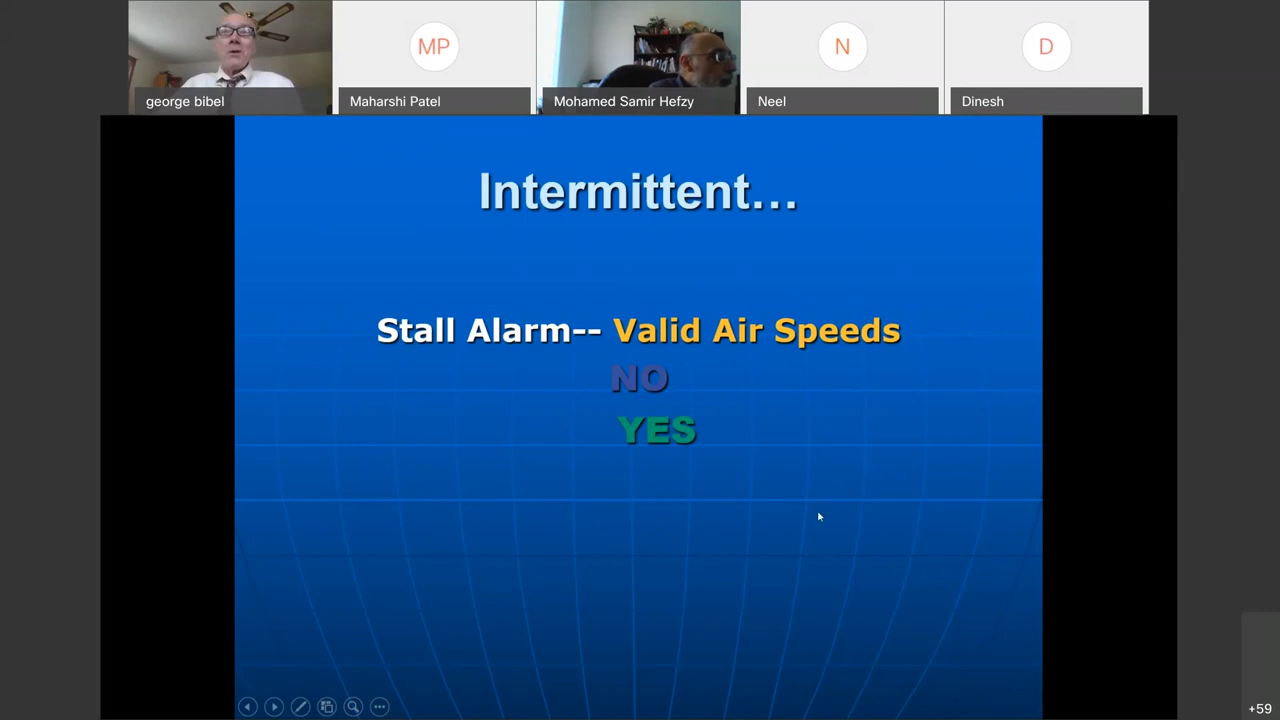 MP
N
D
george bibel
Maharshi Patel
Mohamed Samir Hefzy
Neel
Dinesh
Intermittent...
Stall Alarm-- Valid Air Speeds
NO
YES
+59